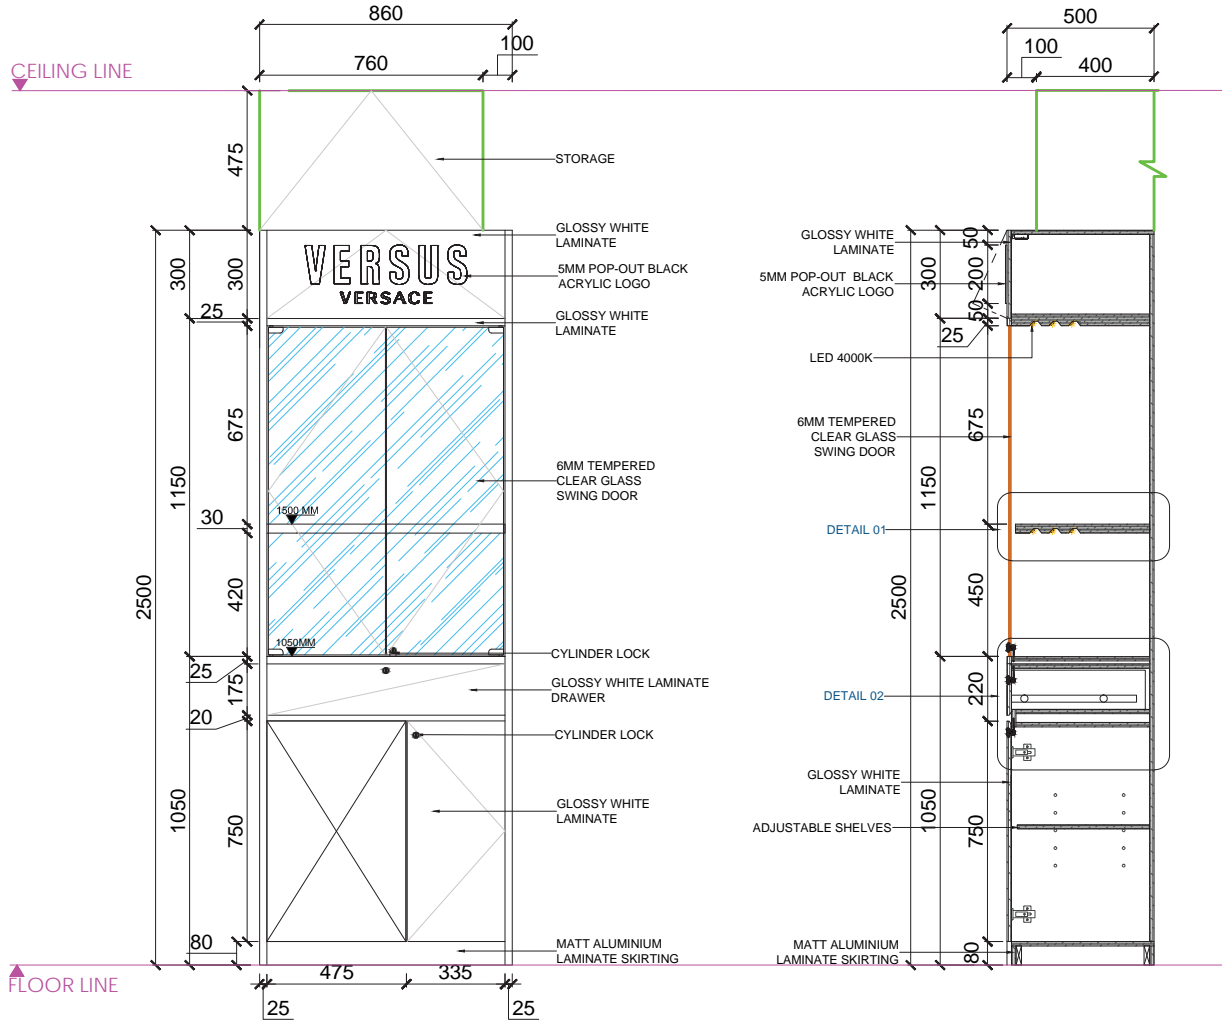 860
100
760
CEILING LINE
475
STORAGE
GLOSSY WHITE
LAMINATE
VERSUS
VERSACE
5MM POP-OUT BLACK
ACRYLIC LOGO
300
300
25
GLOSSY WHITE
LAMINATE
675
1150
6MM TEMPERED
CLEAR GLASS
SWING DOOR
1500 MM
30
2500
420
1050MM
CYLINDER LOCK
25
175
GLOSSY WHITE LAMINATE
DRAWER
20
CYLINDER LOCK
1050
750
GLOSSY WHITE
LAMINATE
80
MATT ALUMINIUM
LAMINATE SKIRTING
FLOOR LINE
475
335
25
25
500
100
400
GLOSSY WHITE
LAMINATE
5MM POP-OUT BLACK
ACRYLIC LOGO
300
50
200
50
25
LED 4000K
6MM TEMPERED
CLEAR GLASS
SWING DOOR
675
1150
DETAIL 01
2500
450
DETAIL 02
220
GLOSSY WHITE
LAMINATE
ADJUSTABLE SHELVES
1050
750
MATT ALUMINIUM
LAMINATE SKIRTING
80